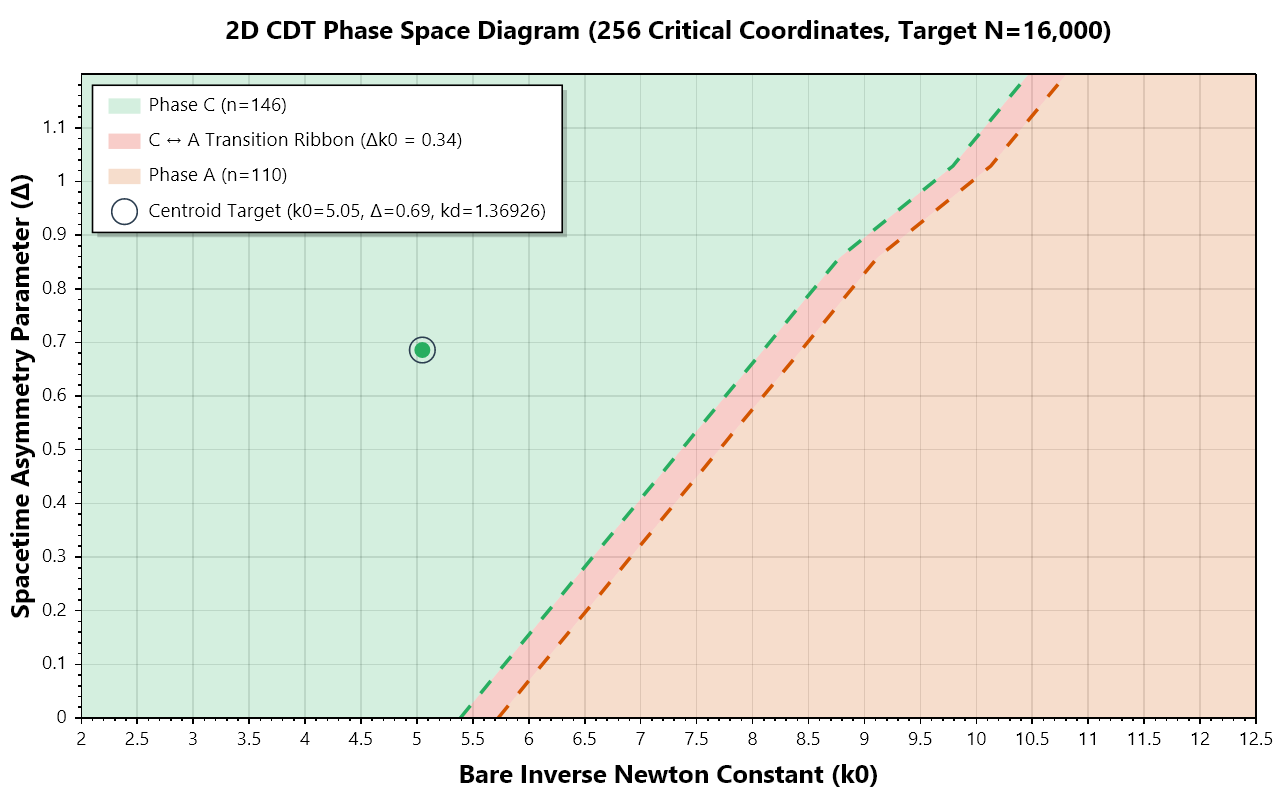 2D CDT Phase Space Diagram (256 Critical Coordinates, Target N=16,000)
Phase C (n=146)
C ↔ A Transition Ribbon (Δk0 = 0.34)
Phase A (n=110)
Centroid Target (k0=5.05, Δ=0.69, kd=1.36926)
Spacetime Asymmetry Parameter (Δ)
1.1
1
0.9
0.8
0.7
0.6
0.5
0.4
0.3
0.2
0.1
0
2 2.5 3 3.5 4 4.5 5 5.5 6 6.5 7 7.5 8 8.5 9 9.5 10 10.5 11 11.5 12 12.5
Bare Inverse Newton Constant (k0)